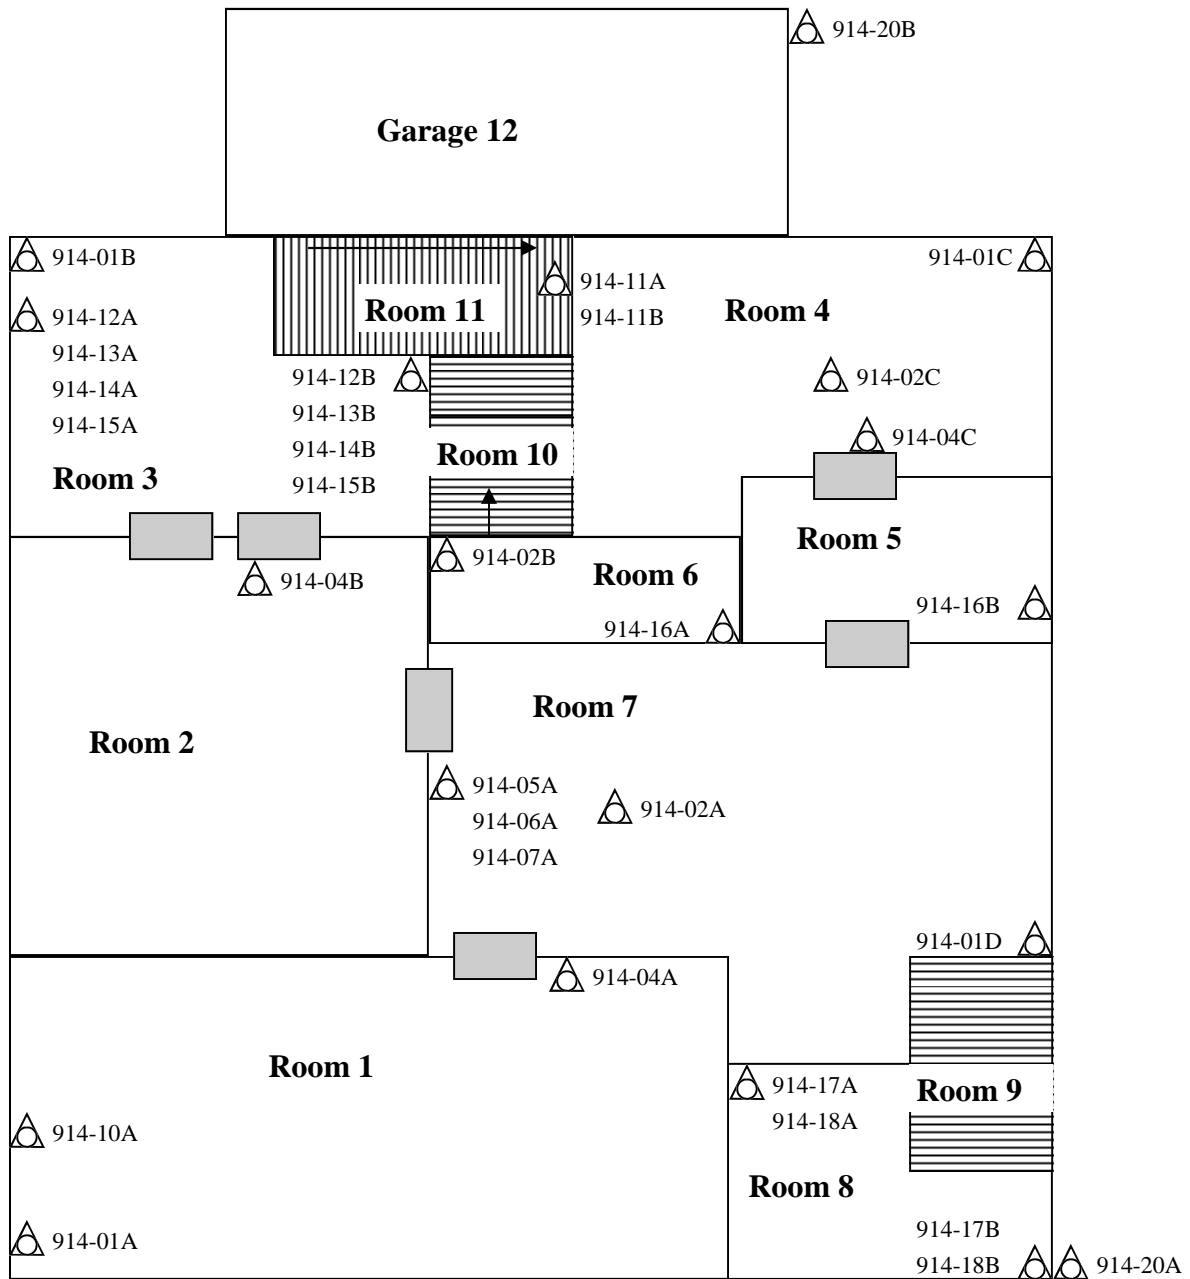 914-20B
Garage 12
914-01B
914-01C
914-11A
Room 11
Room 4
914-12A
914-11B
914-13A
914-12B
914-02C
914-14A
914-13B
914-15A
914-04C
914-14B
Room 10
Room 3
914-15B
Room 5
914-02B
Room 6
914-04B
914-16B
914-16A
Room 7
Room 2
914-05A
914-02A
914-06A
914-07A
914-01D
914-04A
Room 1
914-17A
Room 9
914-18A
914-10A
Room 8
914-17B
914-01A
914-18B
914-20A